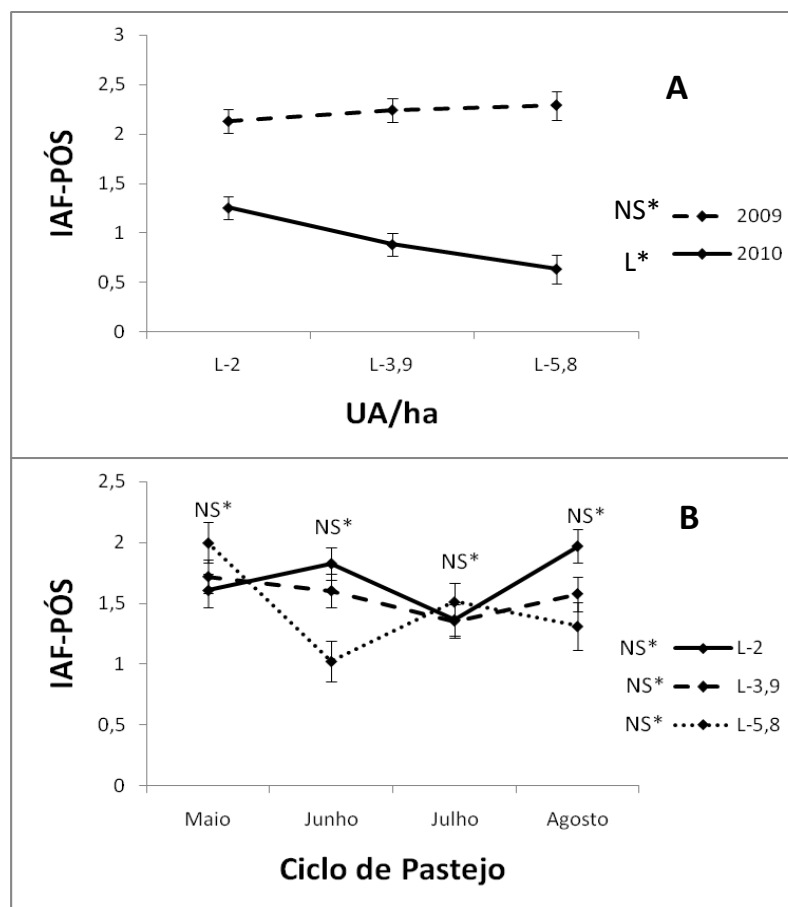 3
2,5
2
1,5
1
0,5
0
IAF-PÓS
A
NS* 2009
L* 2010
L-2 L-3,9 L-5,8
UA/ha
2,5
2
1,5
1
0,5
0
IAF-PÓS
B
NS* NS* NS* NS*
NS* L-2
NS* L-3,9
NS* L-5,8
Maio Junho Julho Agosto
Ciclo de Pastejo